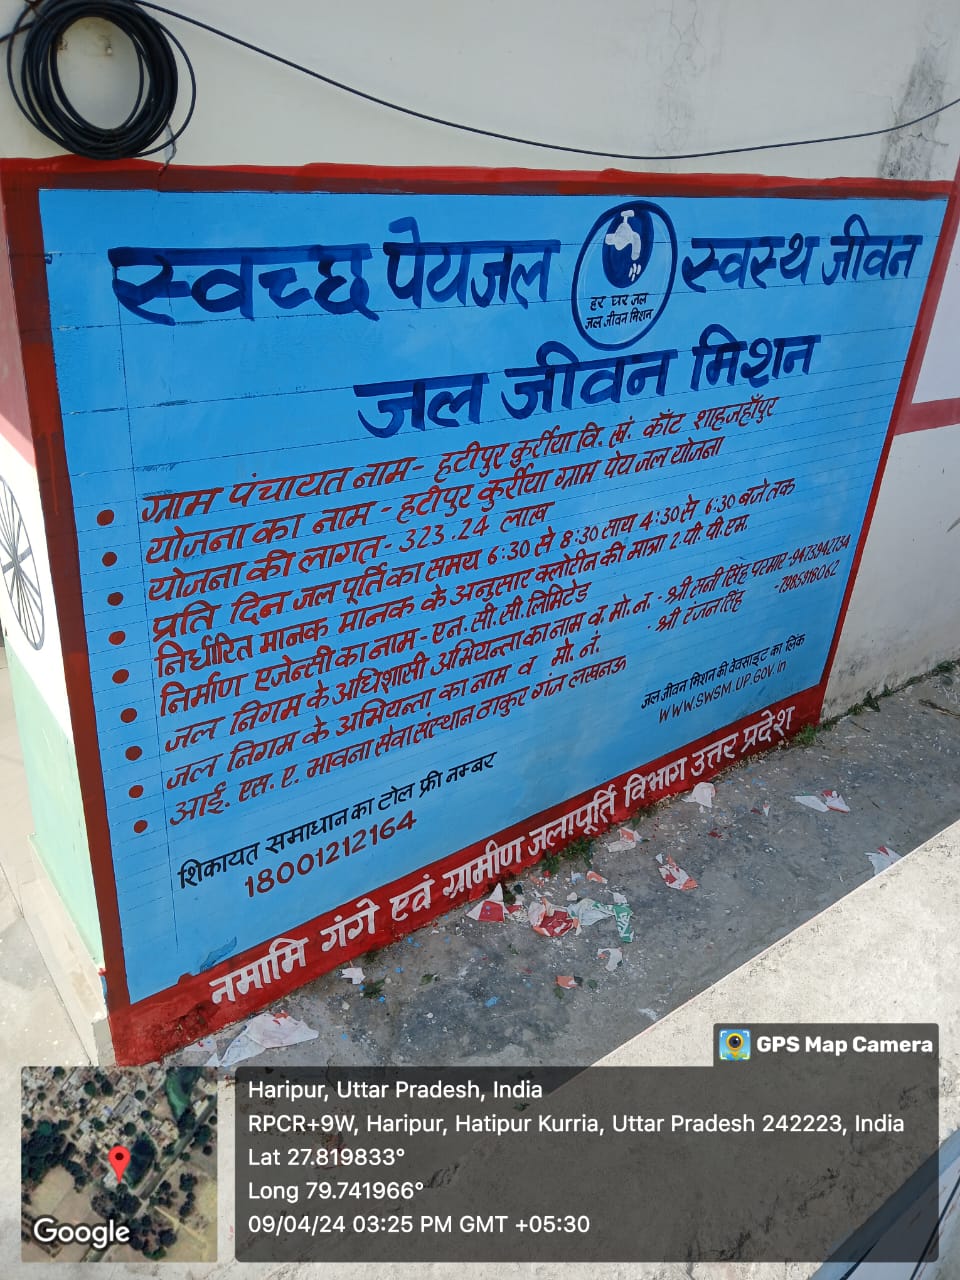 स्वच्छ पेयजल स्वस्थ जीवन
हर घर जल
जल जीवन मिशन
जल जीवन मिशन
• ग्राम पंचायत नाम - हटीपुर कुर्रीया वि. खं. काँट शाहजहाँपुर
• योजना का नाम - हटीपुर कुर्रीया ग्राम पेय जल योजना
• योजना की लागत - 323.24 लाख
• प्रति दिन जल पूर्ति का समय 6:30 से 8:30 साय 4:30 से 6:30 बजे तक
• निर्धारित मानक मानक के अनुसार क्लोरीन की मात्रा 2 पी. पी. एम.
• निर्माण एजेन्सी का नाम - एन. सी. सी. लिमिटेड
• जल निगम के अधिशासी अभियन्ता का नाम व. मो. न. - श्री सनी सिंह परमार - 9473942734
• जल निगम के अभियन्ता का नाम व मो. नं. श्री रंजन सिंह
• आई. एस. ए. भावना सेवा संस्थान ठाकुर गंज लखनऊ
जल जीवन मिशन की वेवसाइट का लिंक
WWW.SWSM.UP.GOV.in
शिकायत समाधान का टोल फ्री नम्बर
18001212164
नमामि गंगे एवं ग्रामीण जलापूर्ति विभाग उत्तर प्रदेश
GPS Map Camera
Haripur, Uttar Pradesh, India
RPCR+9W, Haripur, Hatipur Kurria, Uttar Pradesh 242223, India
Lat 27.819833°
Long 79.741966°
09/04/24 03:25 PM GMT +05:30
Google